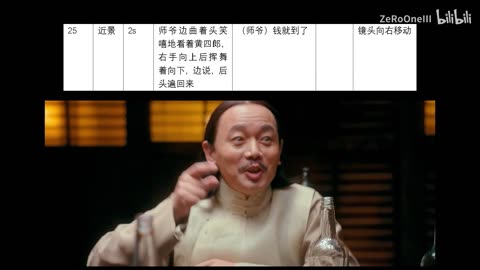 ZeRoOneIII bilibili
25 近景 2s 师爷边曲着头笑 (师爷)钱就到了 镜头向右移动
嘻地看着黄四郎,
右手向上后挥舞
着向下,边说,后
头遍回来